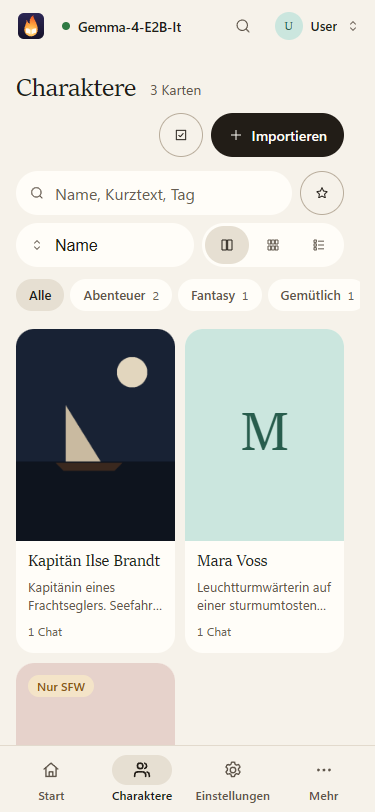 Gemma-4-E2B-It
U
User
Charaktere
3 Karten
Importieren
Name, Kurztext, Tag
Name
Alle
Abenteuer 2
Fantasy 1
Gemütlich 1
M
Kapitän Ilse Brandt
Kapitänin eines
Frachtseglers. Seefahr...
1 Chat
Mara Voss
Leuchtturmwärterin auf
einer sturmumtosten...
1 Chat
Nur SFW
Start
Charaktere
Einstellungen
Mehr